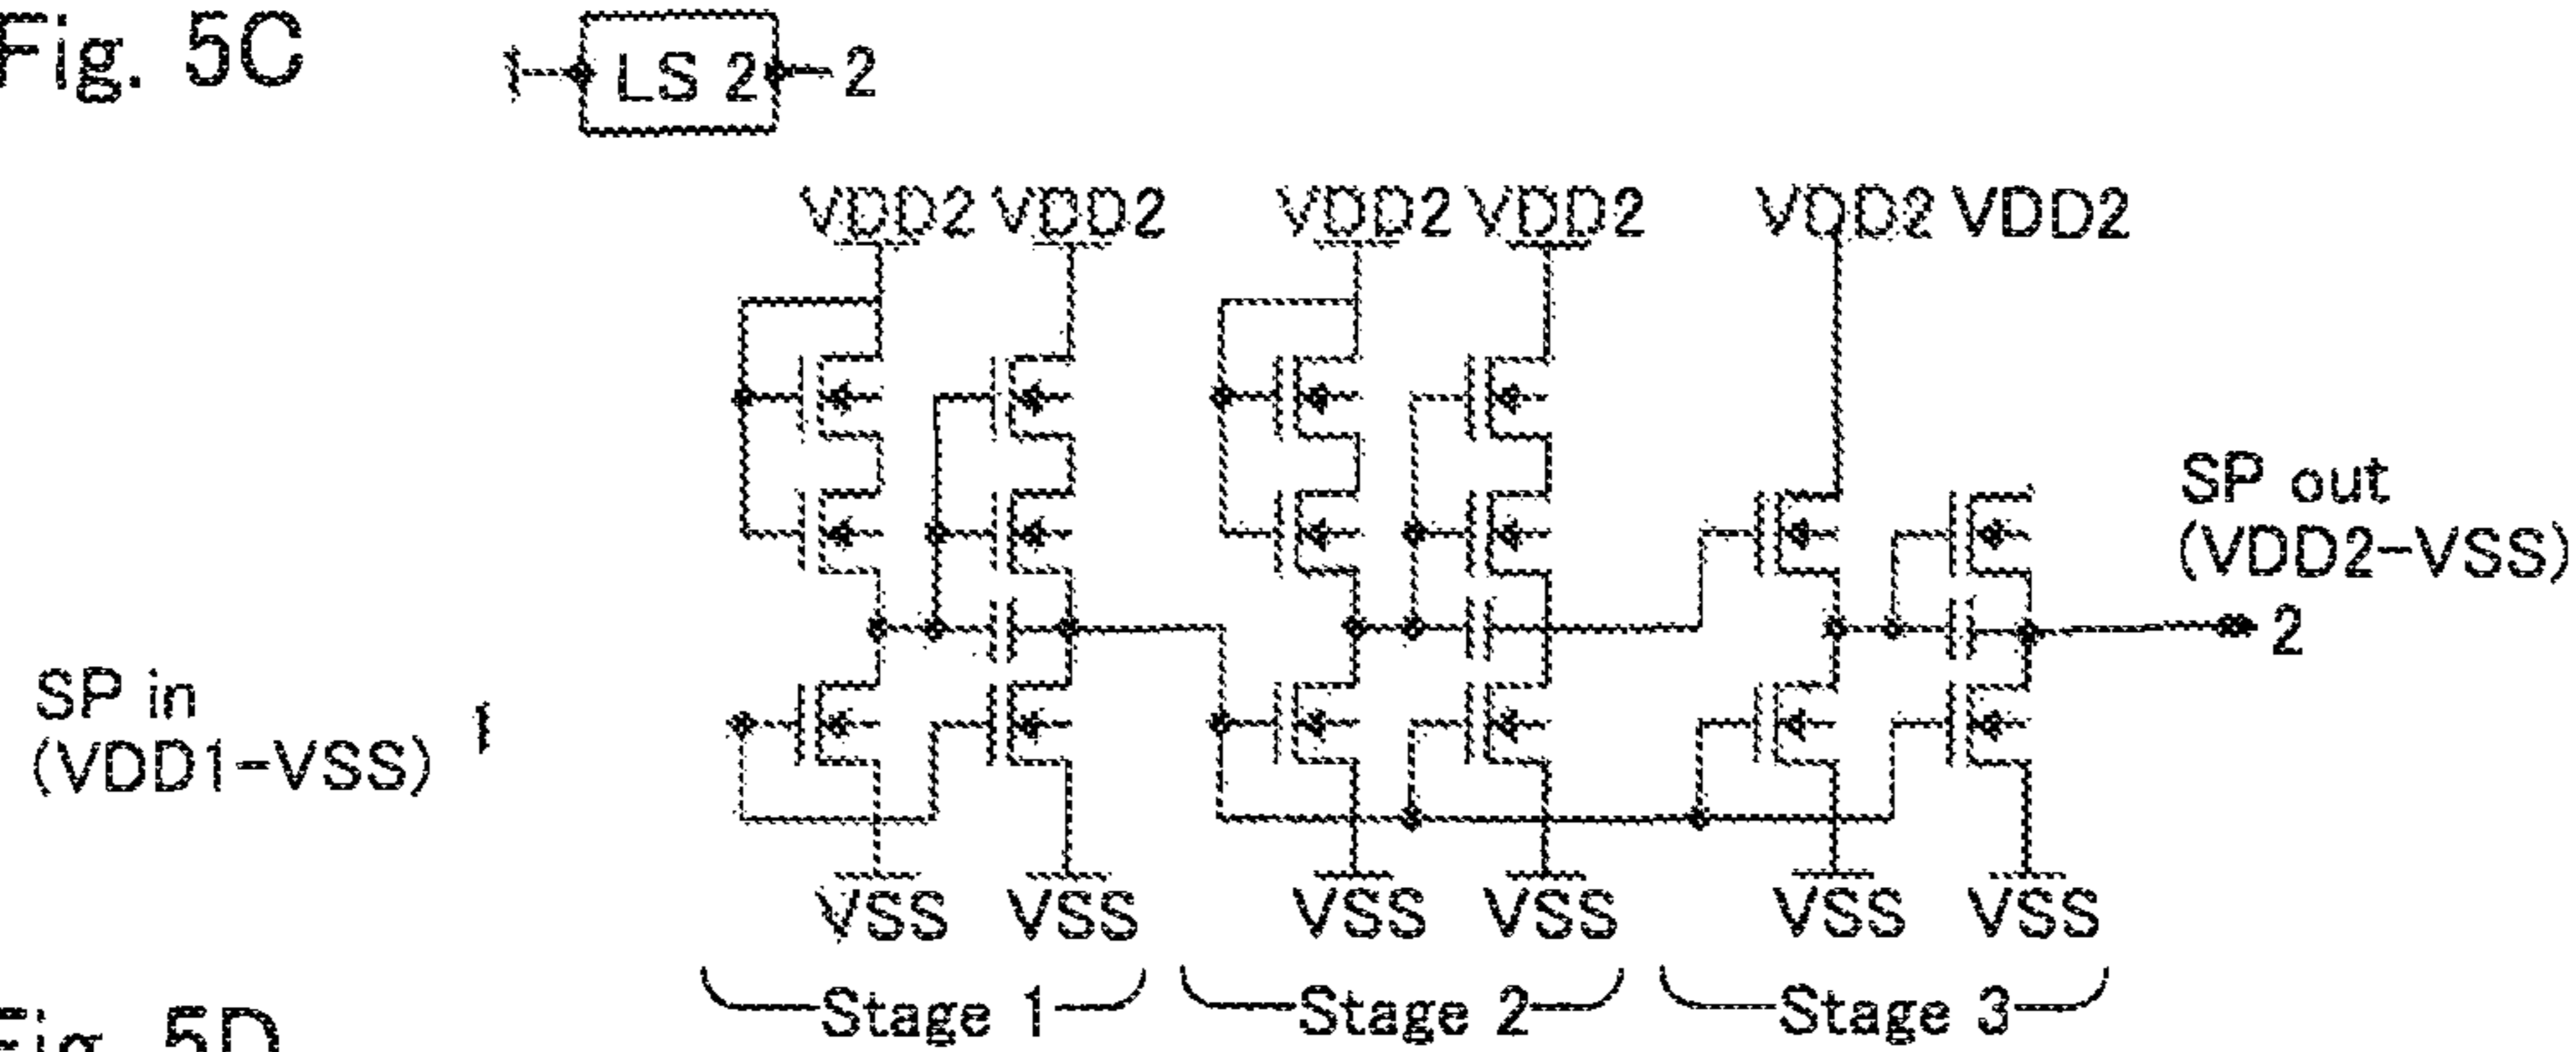 Fig. 5C
1 LS 2 2
VDD2 VDD2 VDD2 VDD2 VDD2 VDD2
SP out
(VDD2-VSS)
2
SP in
(VDD1-VSS)
1
VSS VSS VSS VSS VSS VSS
Stage 1 Stage 2 Stage 3
Fig. 5D